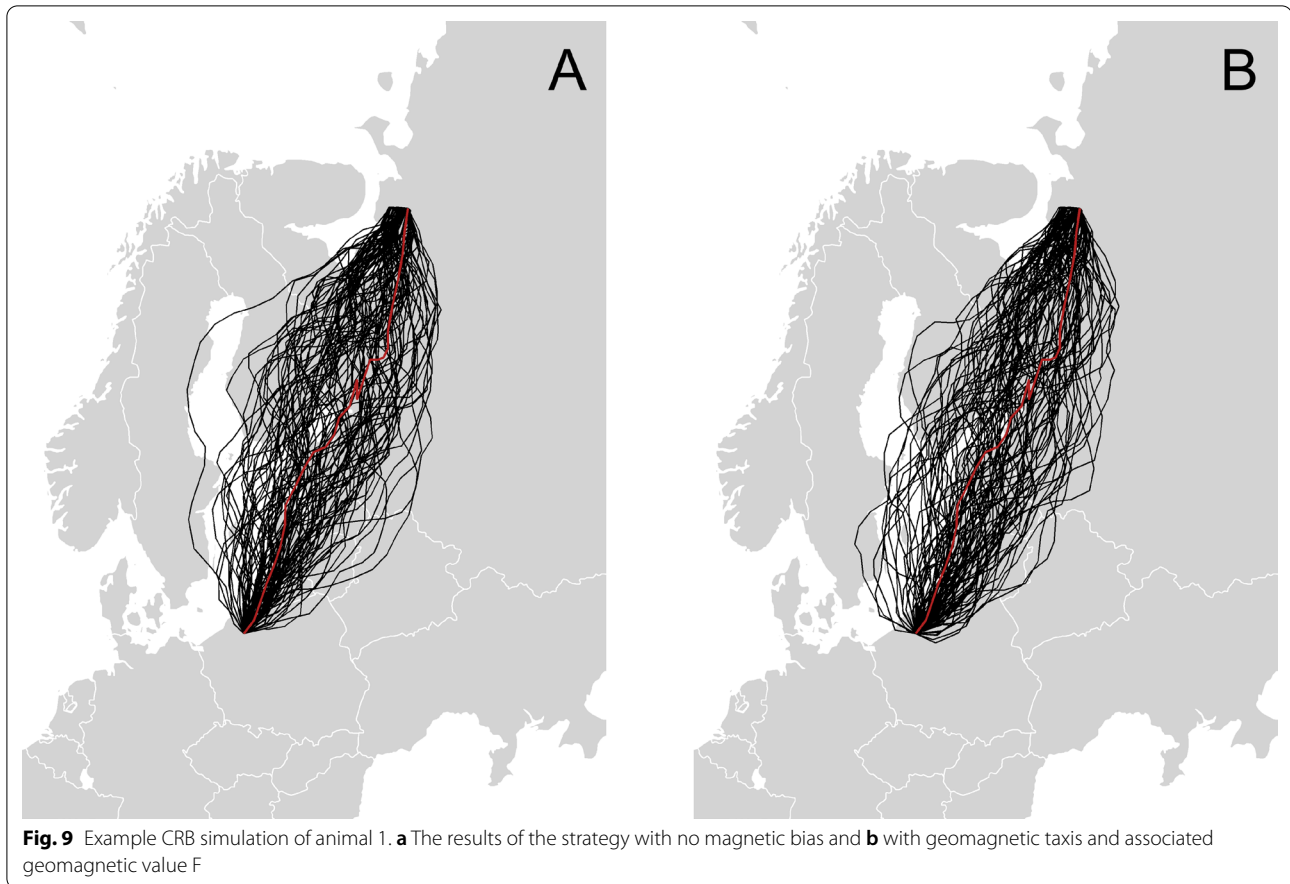 A
B
Fig. 9 Example CRB simulation of animal 1. a The results of the strategy with no magnetic bias and b with geomagnetic taxis and associated
geomagnetic value F